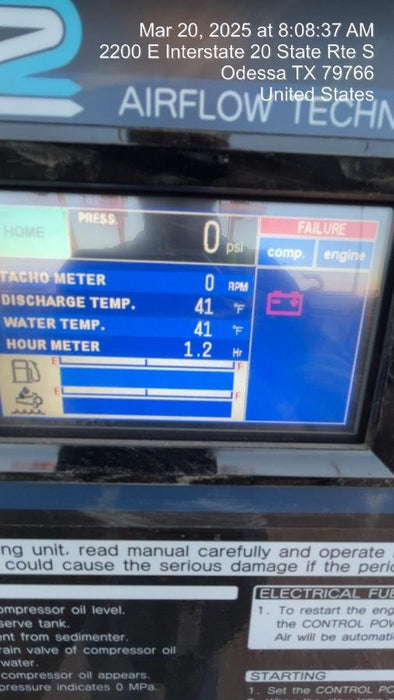 Mar 20, 2025 at 8:08:37 AM
2200 E Interstate 20 State Rte S
Odessa TX 79766
United States
AIRFLOW TECHN
HOME
PRESS.
0 psi
FAILURE
comp. engine
TACHO METER 0 RPM
DISCHARGE TEMP. 41 °F
WATER TEMP. 41 °F
HOUR METER 1.2 Hr
E F
E F
ng unit, read manual carefully and operate
could cause the serious damage if the peri
ompressor oil level.
serve tank.
nt from sedimenter.
rain valve of compressor oil
water.
compressor oil appears.
pressure indicates 0 MPa.
ELECTRICAL FUE
1. To restart the eng
the CONTROL POW
Air will be automati
STARTING
1. Set the CONTROL PO